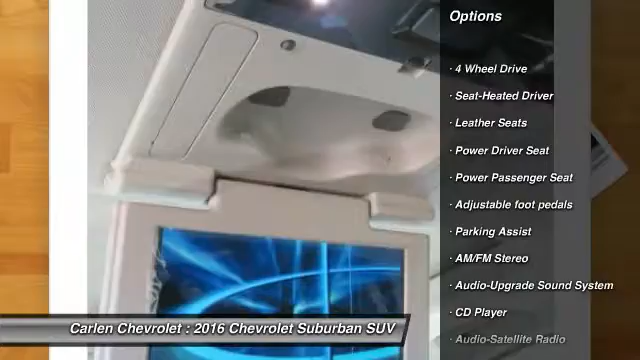 Options
· 4 Wheel Drive
· Seat-Heated Driver
· Leather Seats
· Power Driver Seat
· Power Passenger Seat
· Adjustable foot pedals
· Parking Assist
· AM/FM Stereo
· Audio-Upgrade Sound System
· CD Player
· Audio-Satellite Radio
Carlen Chevrolet : 2016 Chevrolet Suburban SUV